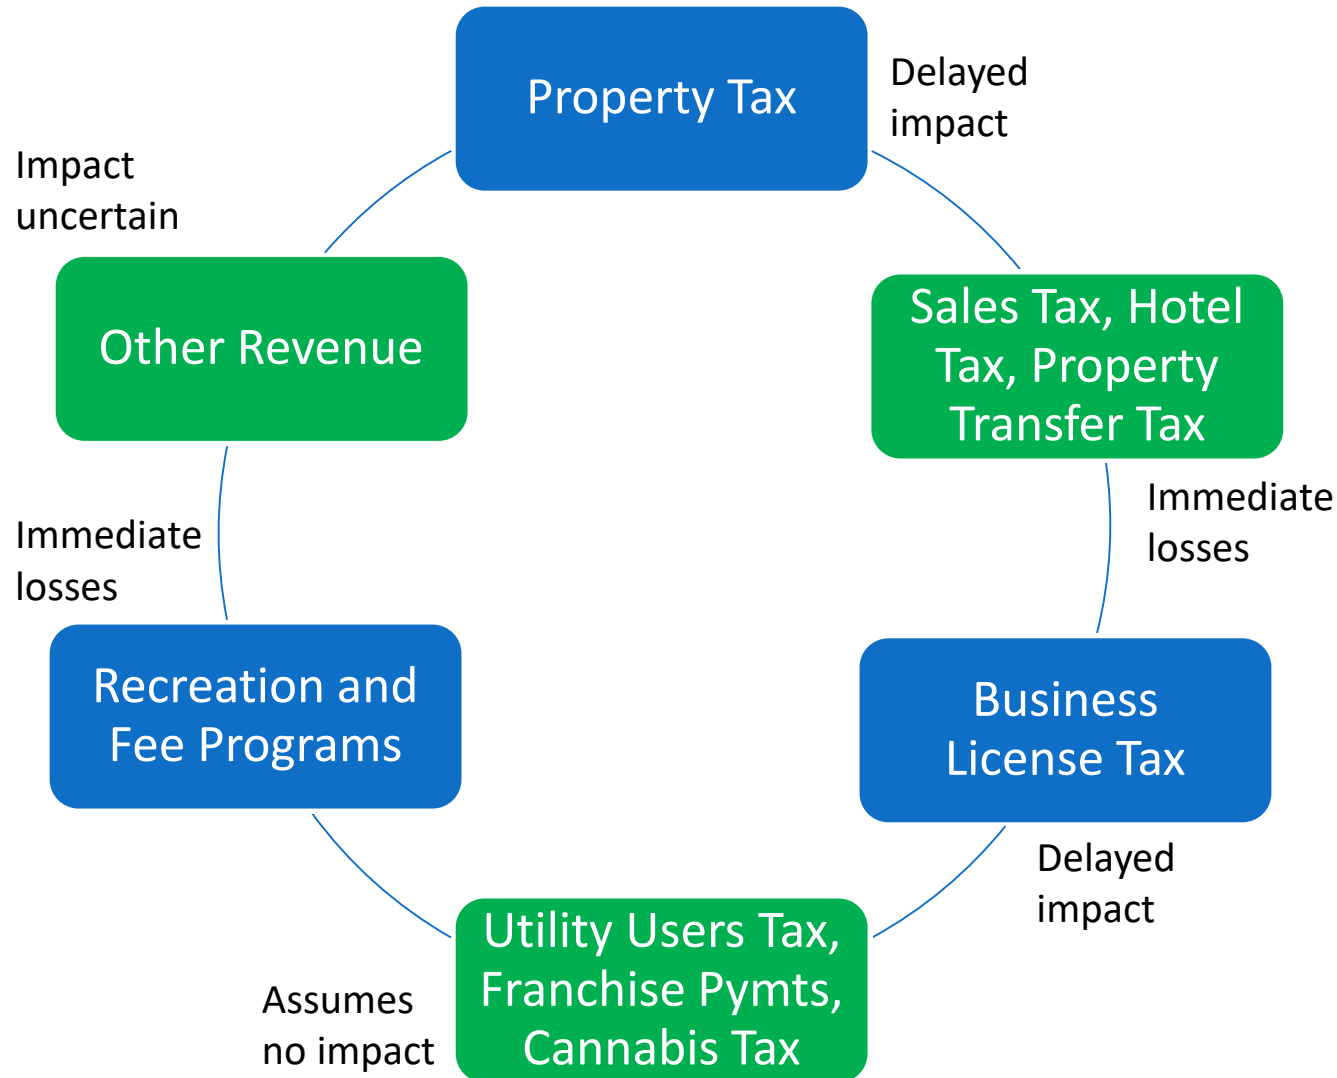 Property Tax
Delayed
impact
Sales Tax, Hotel
Tax, Property
Transfer Tax
Immediate
losses
Business
License Tax
Delayed
impact
Utility Users Tax,
Franchise Pymts,
Cannabis Tax
Assumes
no impact
Recreation and
Fee Programs
Immediate
losses
Other Revenue
Impact
uncertain